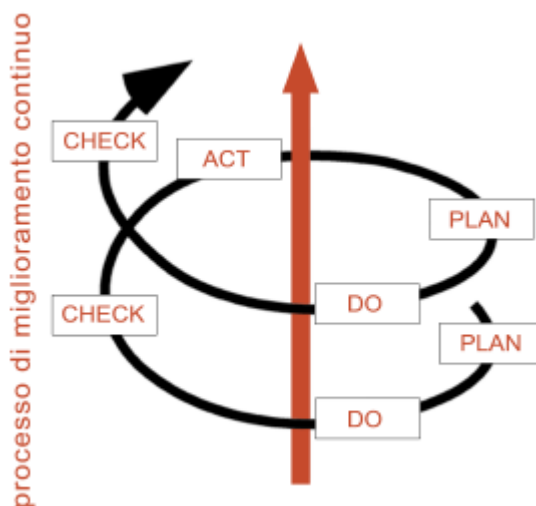 processo di miglioramento continuo
CHECK
ACT
PLAN
DO
CHECK
PLAN
DO